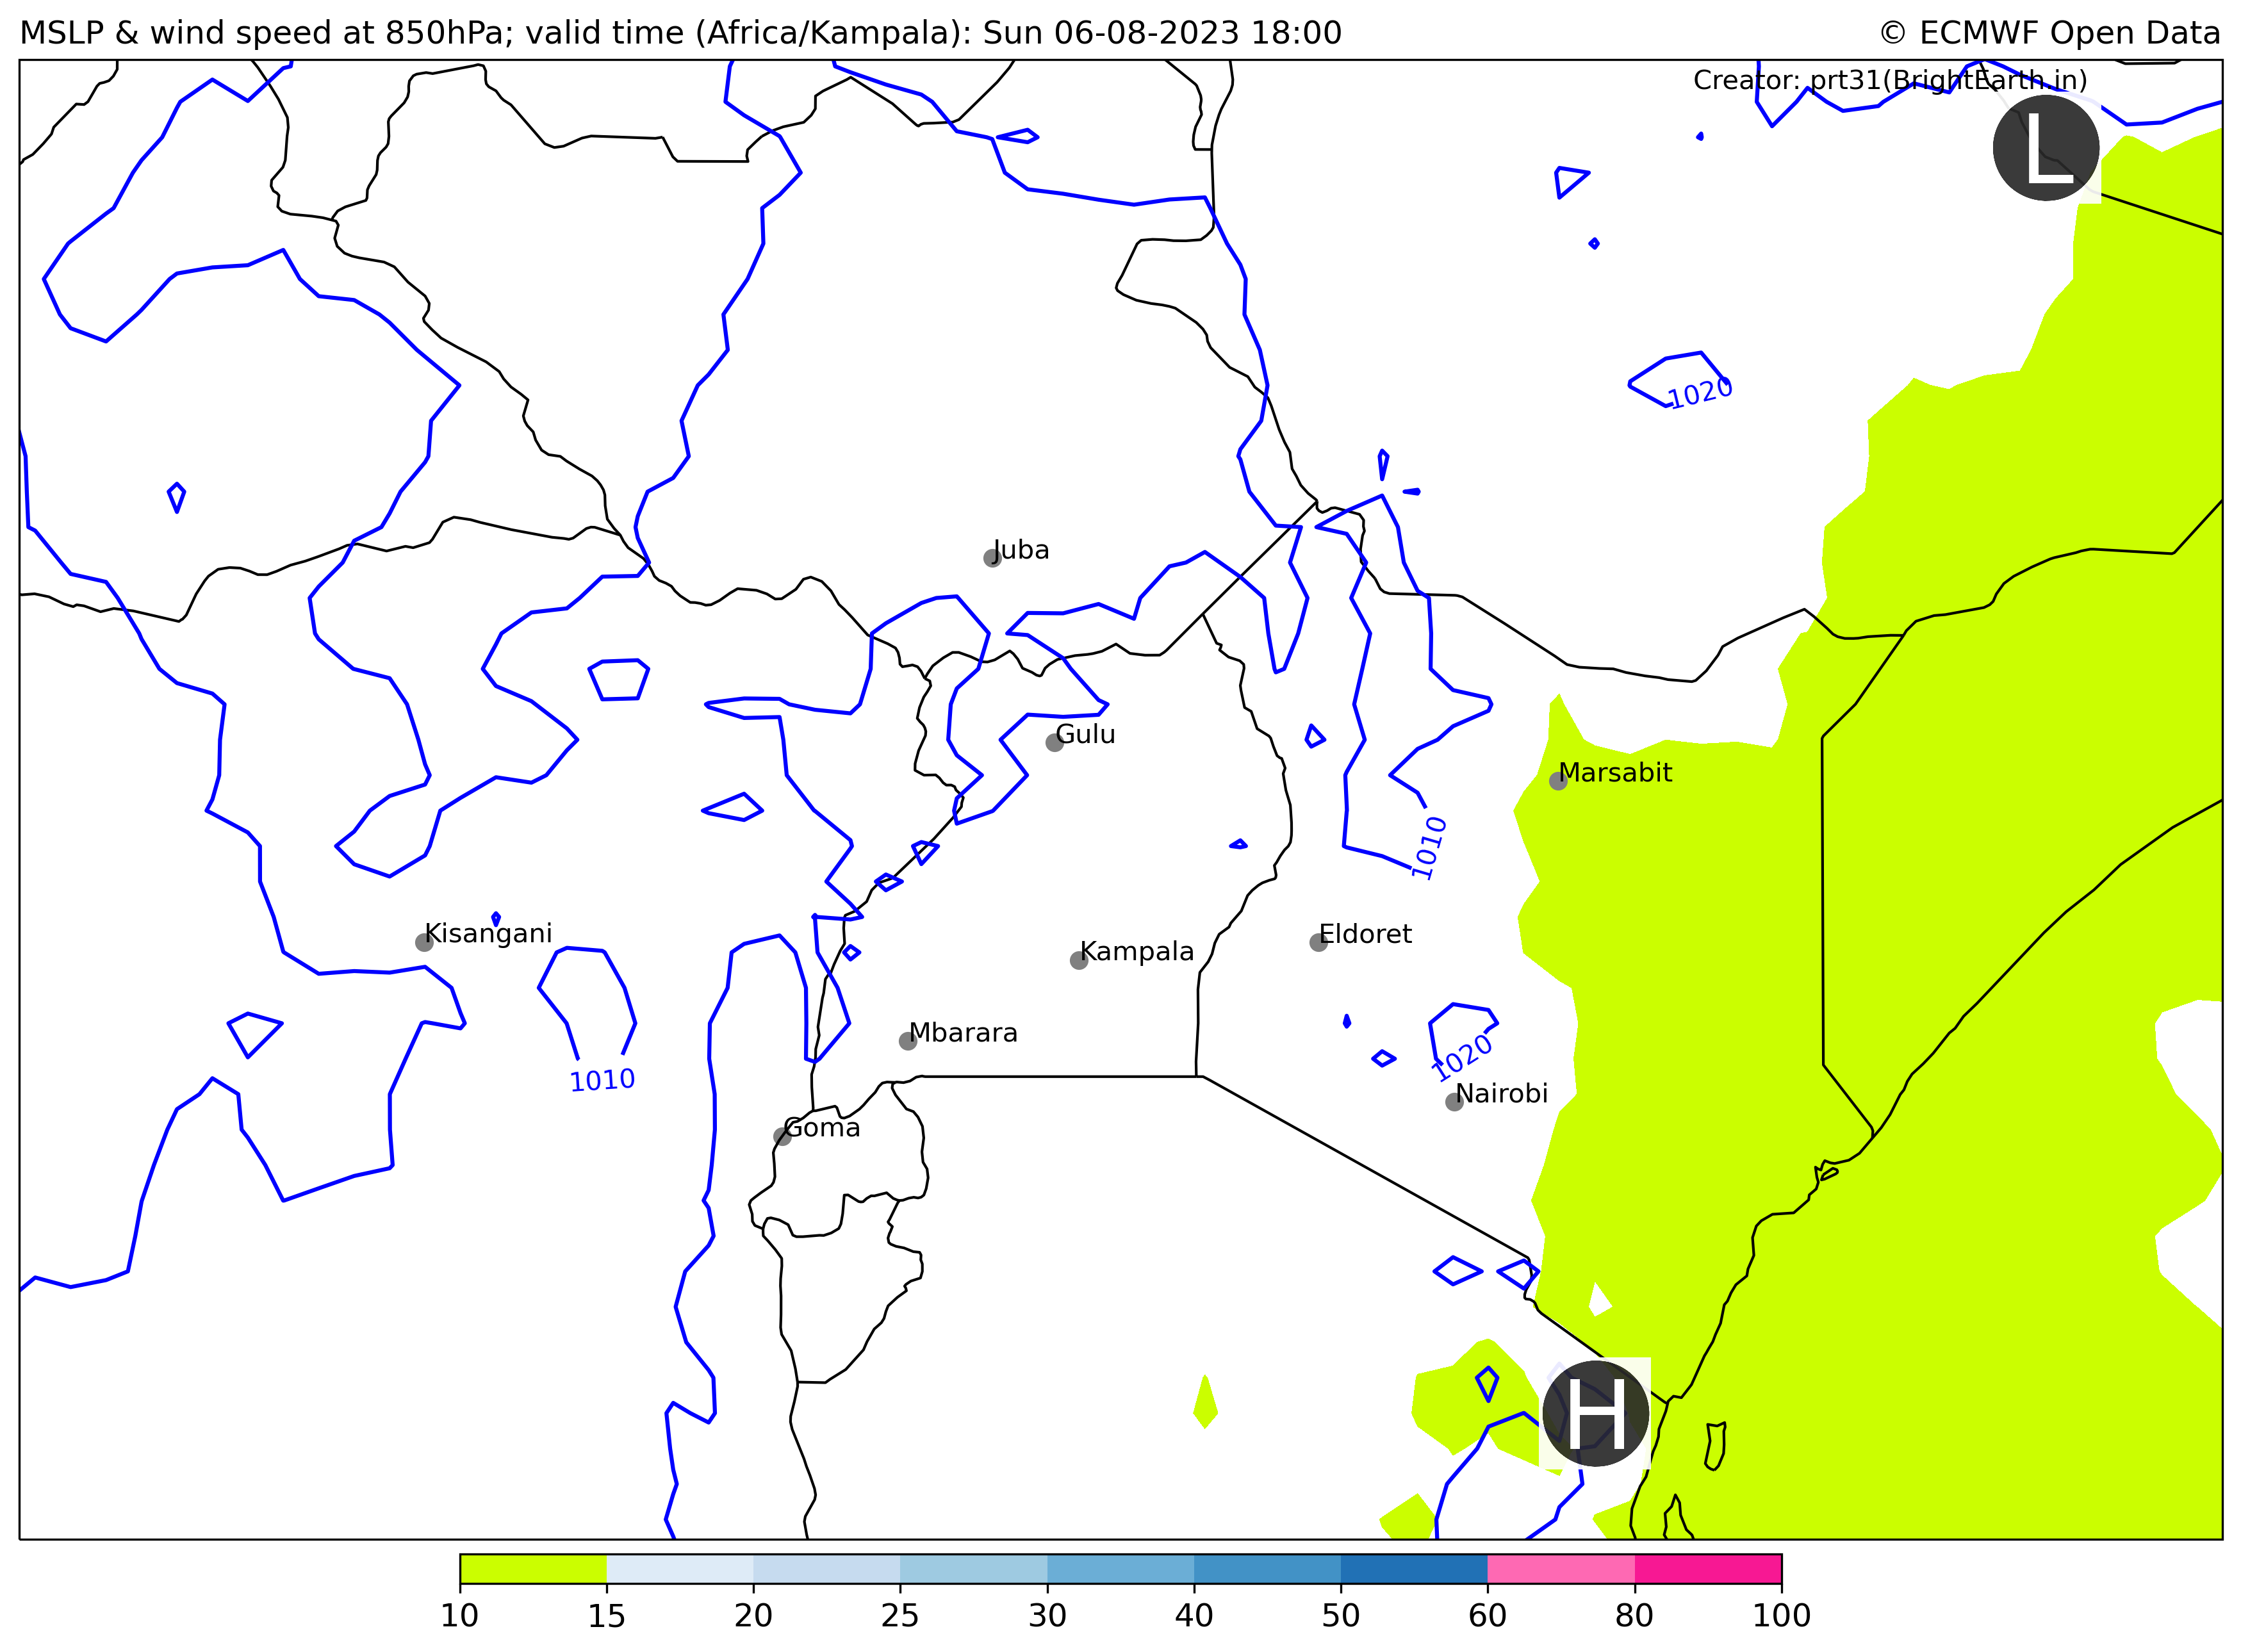 MSLP & wind speed at 850hPa; valid time (Africa/Kampala): Sun 06-08-2023 18:00
© ECMWF Open Data
Creator: prt31(BrightEarth.in)
L
1020
Juba
Gulu
Marsabit
1010
Kisangani
Eldoret
Kampala
Mbarara
1020
1010
Nairobi
Goma
H
10 15 20 25 30 40 50 60 80 100